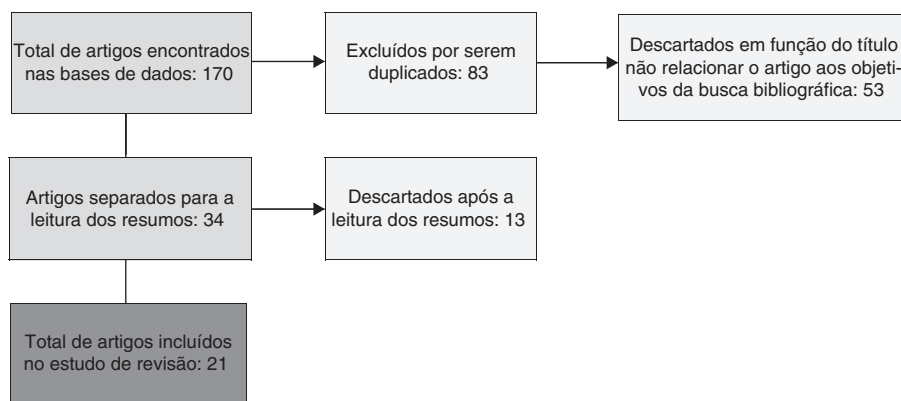 Total de artigos encontrados
nas bases de dados: 170
Excluídos por serem
duplicados: 83
Descartados em função do título
não relacionar o artigo aos objeti-
vos da busca bibliográfica: 53
Artigos separados para a
leitura dos resumos: 34
Descartados após a
leitura dos resumos: 13
Total de artigos incluídos
no estudo de revisão: 21